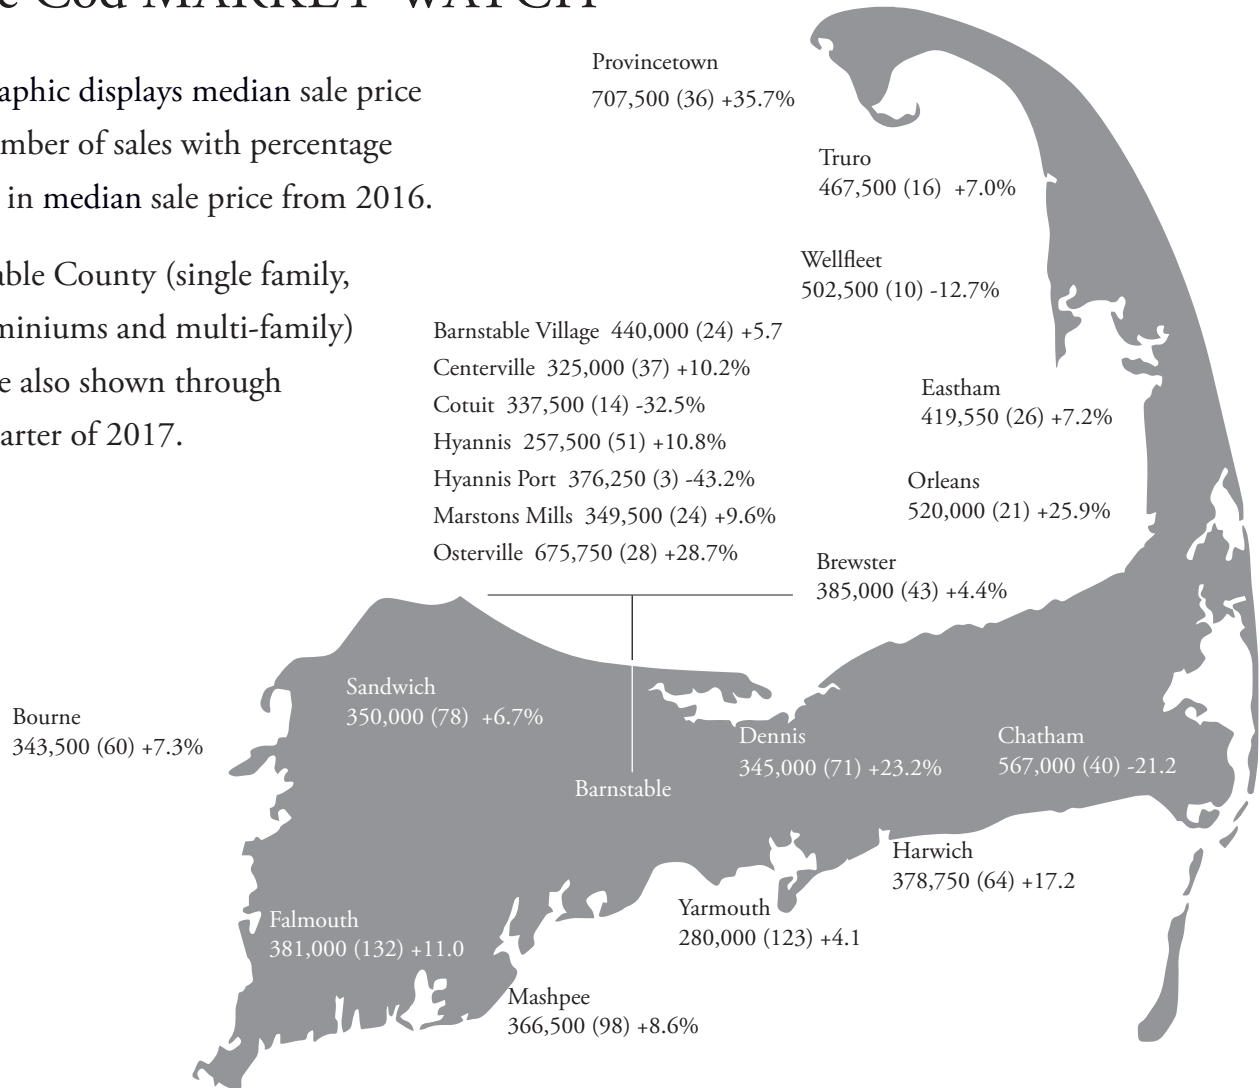 Cod MARKET WATCH
displays median sale price
of sales with percentage
in median sale price from 2016.
County (single family,
and multi-family)
also shown through
of 2017.
Provincetown
707,500 (36) +35.7%
Truro
467,500 (16) +7.0%
Wellfleet
502,500 (10) -12.7%
Barnstable Village 440,000 (24) +5.7
Centerville 325,000 (37) +10.2%
Cotuit 337,500 (14) -32.5%
Hyannis 257,500 (51) +10.8%
Hyannis Port 376,250 (3) -43.2%
Marstons Mills 349,500 (24) +9.6%
Osterville 675,750 (28) +28.7%
Eastham
419,550 (26) +7.2%
Orleans
520,000 (21) +25.9%
Brewster
385,000 (43) +4.4%
Sandwich
350,000 (78) +6.7%
Bourne
343,500 (60) +7.3%
Dennis
345,000 (71) +23.2%
Chatham
567,000 (40) -21.2
Barnstable
Harwich
378,750 (64) +17.2
Yarmouth
280,000 (123) +4.1
Falmouth
381,000 (132) +11.0
Mashpee
366,500 (98) +8.6%